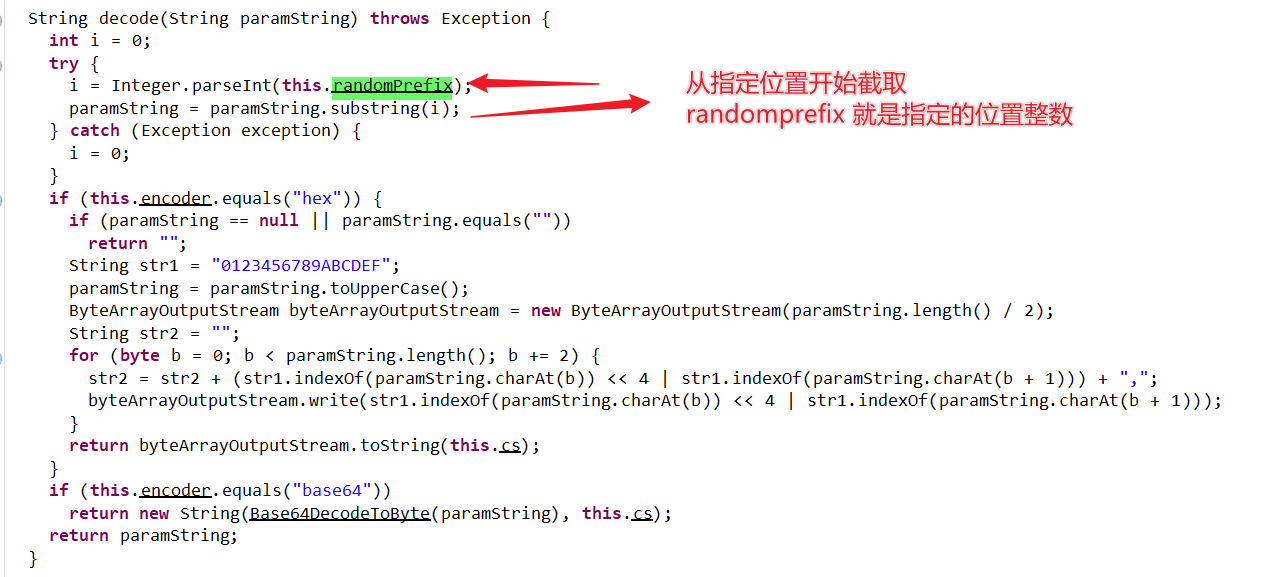 String decode(String paramString) throws Exception {
int i = 0;
try {
i = Integer.parseInt(this.randomPrefix);
paramString = paramString.substring(i);
} catch (Exception exception) {
i = 0;
}
if (this.encoder.equals("hex")) {
if (paramString == null || paramString.equals(""))
return "";
String str1 = "0123456789ABCDEF";
paramString = paramString.toUpperCase();
ByteArrayOutputStream byteArrayOutputStream = new ByteArrayOutputStream(paramString.length() / 2);
String str2 = "";
for (byte b = 0; b < paramString.length(); b += 2) {
str2 = str2 + (str1.indexOf(paramString.charAt(b)) << 4 | str1.indexOf(paramString.charAt(b + 1))) + ",";
byteArrayOutputStream.write(str1.indexOf(paramString.charAt(b)) << 4 | str1.indexOf(paramString.charAt(b + 1)));
}
return byteArrayOutputStream.toString(this.cs);
}
if (this.encoder.equals("base64"))
return new String(Base64DecodeToByte(paramString), this.cs);
return paramString;
}
从指定位置开始截取
randomprefix 就是指定的位置整数